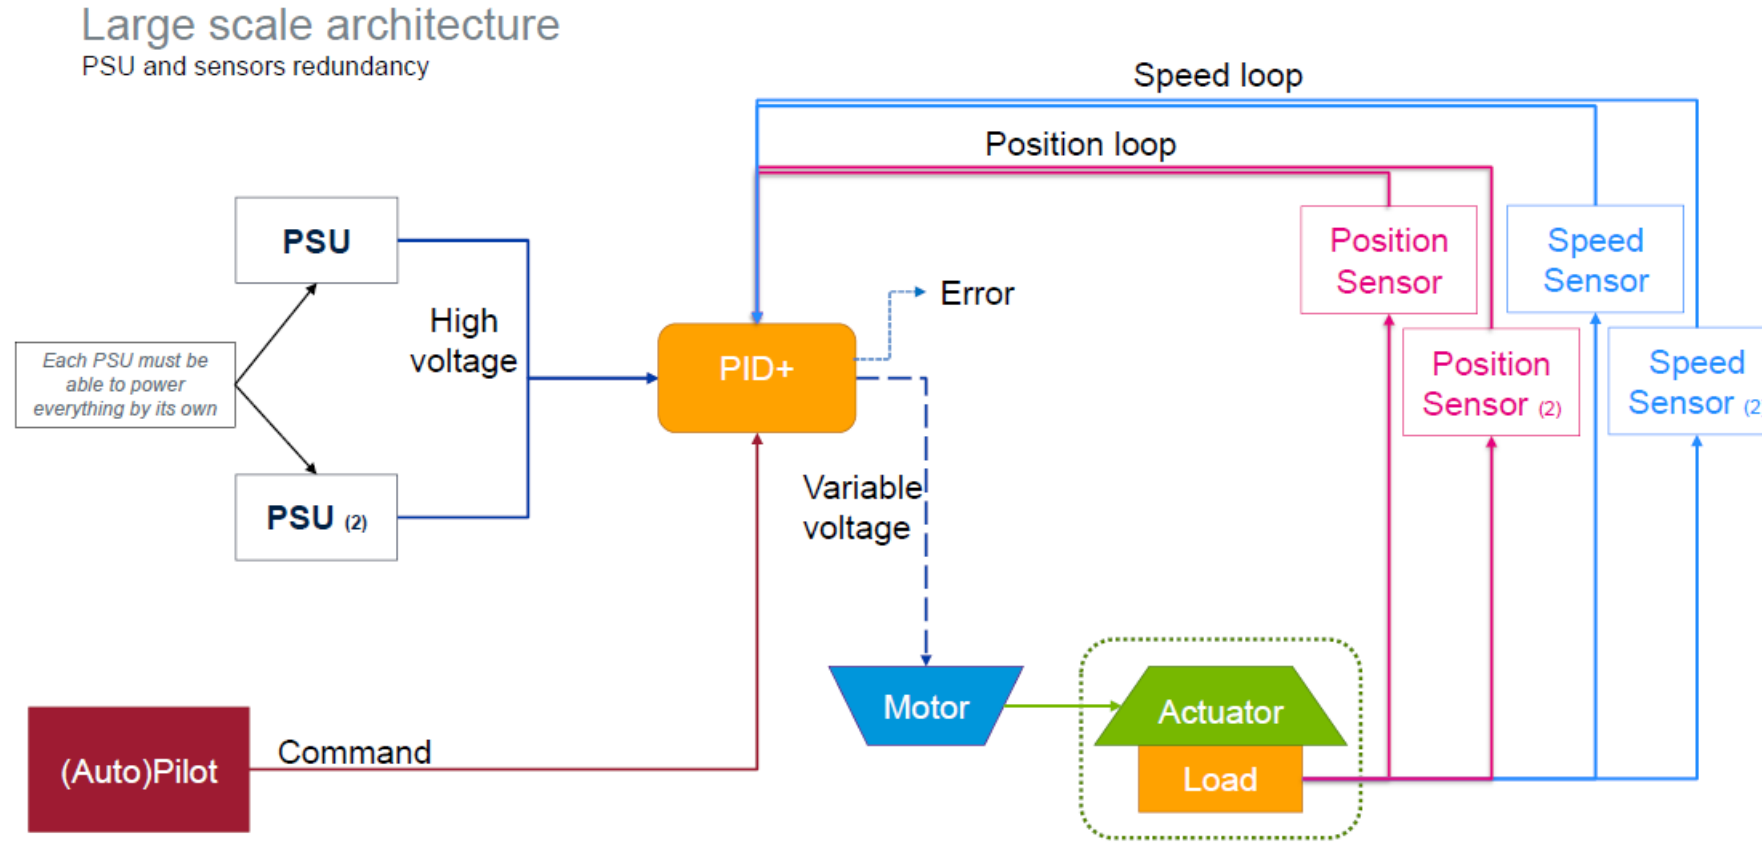 Large scale architecture
PSU and sensors redundancy
Speed loop
Position loop
PSU
High
voltage
Each PSU must be
able to power
everything by its own
PSU (2)
PID+
Error
Variable
voltage
Position
Sensor
Speed
Sensor
Position
Sensor (2)
Speed
Sensor (2
Motor
Actuator
Load
(Auto)Pilot
Command